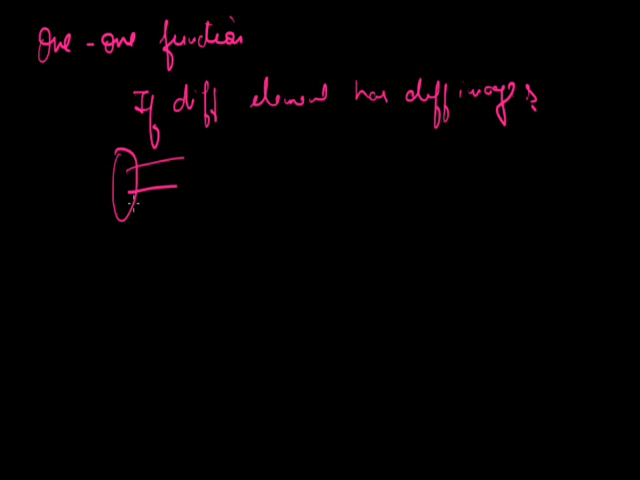 One - one function
If diff element has diff images